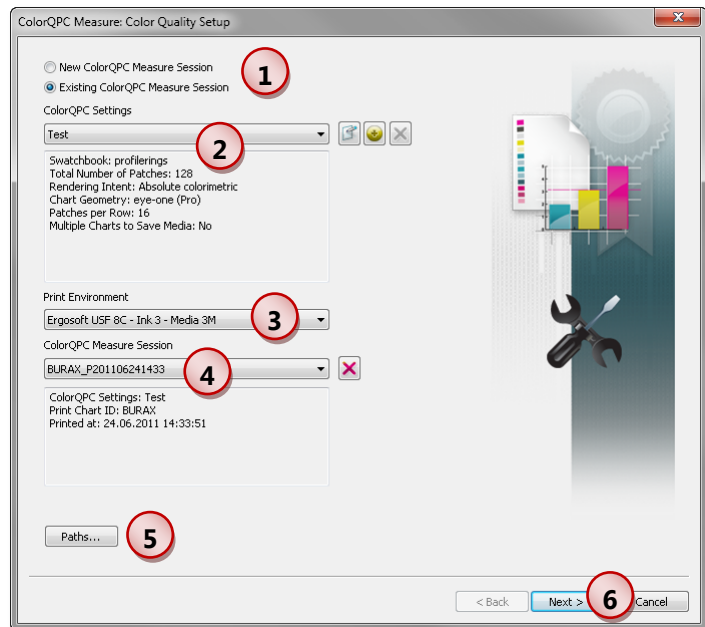 ColorQPC Measure: Color Quality Setup
New ColorQPC Measure Session
1
Existing ColorQPC Measure Session
ColorQPC Settings
Test
2
Swatchbook: profilerings
Total Number of Patches: 128
Rendering Intent: Absolute colorimetric
Chart Geometry: eye-one (Pro)
Patches per Row: 16
Multiple Charts to Save Media: No
Print Environment
Ergosoft USF 8C - Ink 3 - Media 3M
3
ColorQPC Measure Session
BURAX_P201106241433
4
ColorQPC Settings: Test
Print Chart ID: BURAX
Printed at: 24.06.2011 14:33:51
Paths...
5
< Back
Next >
6
Cancel